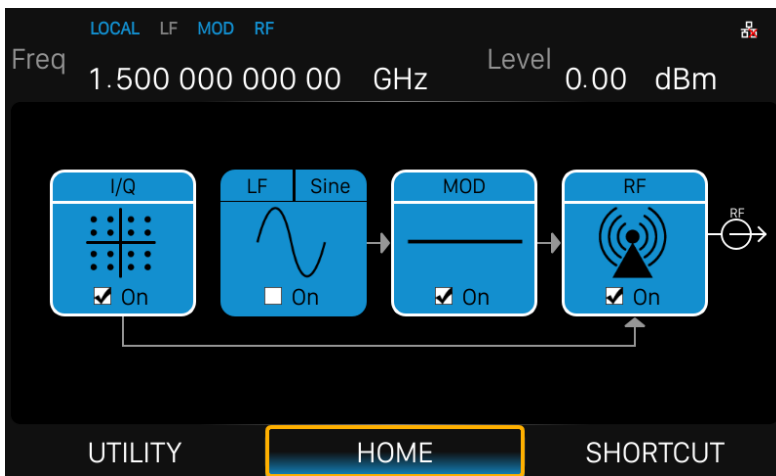 LOCAL LF MOD RF
Freq 1.500 000 000 00 GHz Level 0.00 dBm
I/Q LF Sine MOD RF
RF
On On On On
UTILITY HOME SHORTCUT